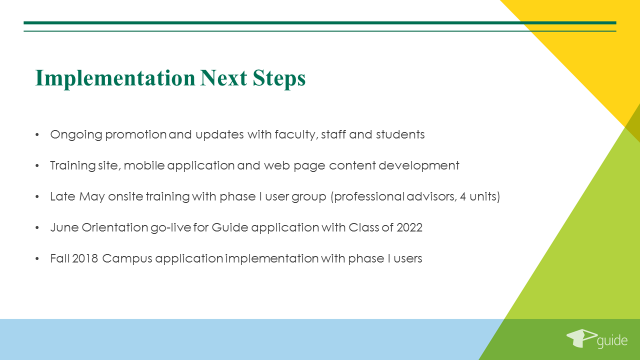 Implementation Next Steps
• Ongoing promotion and updates with faculty, staff and students
• Training site, mobile application and web page content development
• Late May onsite training with phase I user group (professional advisors, 4 units)
• June Orientation go-live for Guide application with Class of 2022
• Fall 2018 Campus application implementation with phase I users
guide